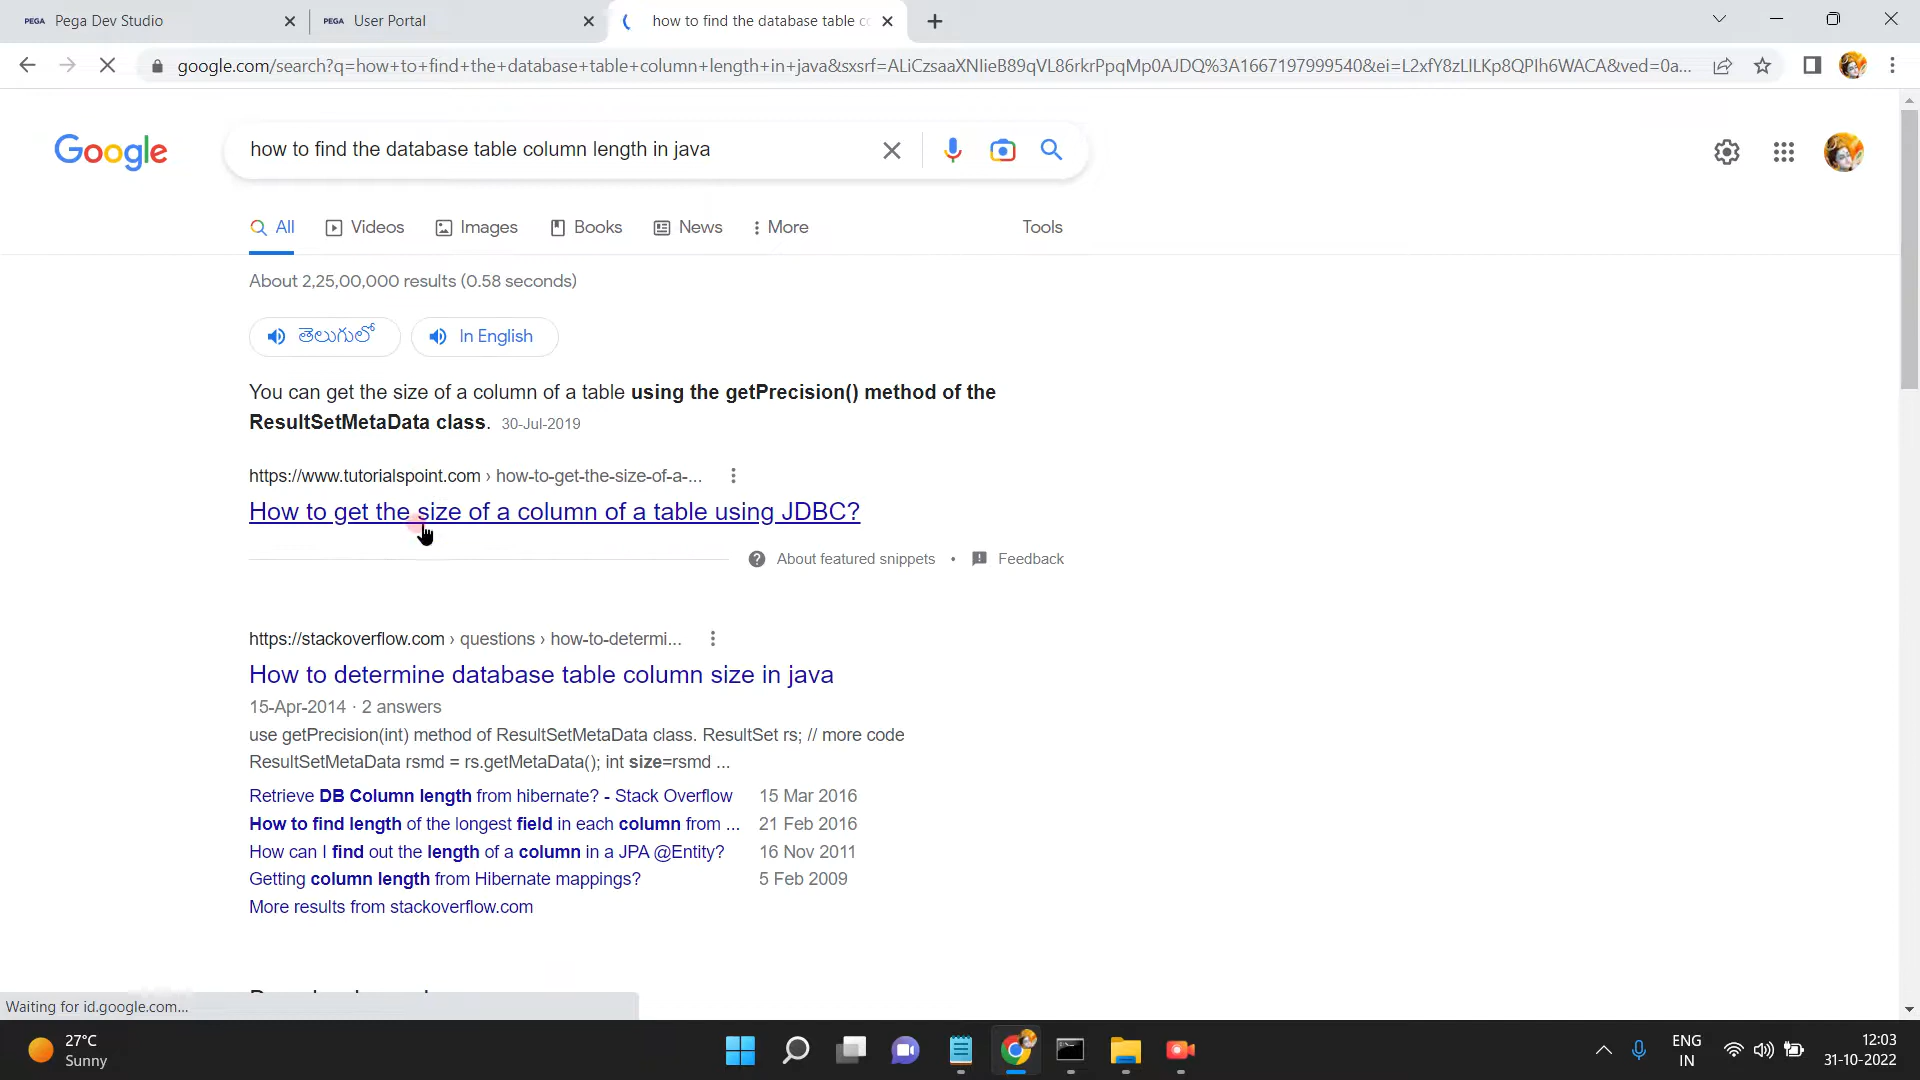 PEGA Pega Dev Studio
PEGA User Portal
how to find the database table co
google.com/search?q=how+to+find+the+database+table+column+length+in+java&sxsrf=ALiCzsaaXNIieB89qVL86rkrPpqMp0AJDQ%3A1667197999540&ei=L2xfY8zLILKp8QPIh6WACA&ved=0a...
Google
how to find the database table column length in java
All
Videos
Images
Books
News
More
Tools
About 2,25,00,000 results (0.58 seconds)
తెలుగులో
In English
You can get the size of a column of a table using the getPrecision() method of the
ResultSetMetaData class. 30-Jul-2019
https://www.tutorialspoint.com › how-to-get-the-size-of-a-...
How to get the size of a column of a table using JDBC?
About featured snippets • Feedback
https://stackoverflow.com › questions › how-to-determi...
How to determine database table column size in java
15-Apr-2014 · 2 answers
use getPrecision(int) method of ResultSetMetaData class. ResultSet rs; // more code
ResultSetMetaData rsmd = rs.getMetaData(); int size=rsmd ...
Retrieve DB Column length from hibernate? - Stack Overflow 15 Mar 2016
How to find length of the longest field in each column from ... 21 Feb 2016
How can I find out the length of a column in a JPA @Entity? 16 Nov 2011
Getting column length from Hibernate mappings? 5 Feb 2009
More results from stackoverflow.com
Waiting for id.google.com...
27°C
Sunny
ENG
IN
12:03
31-10-2022